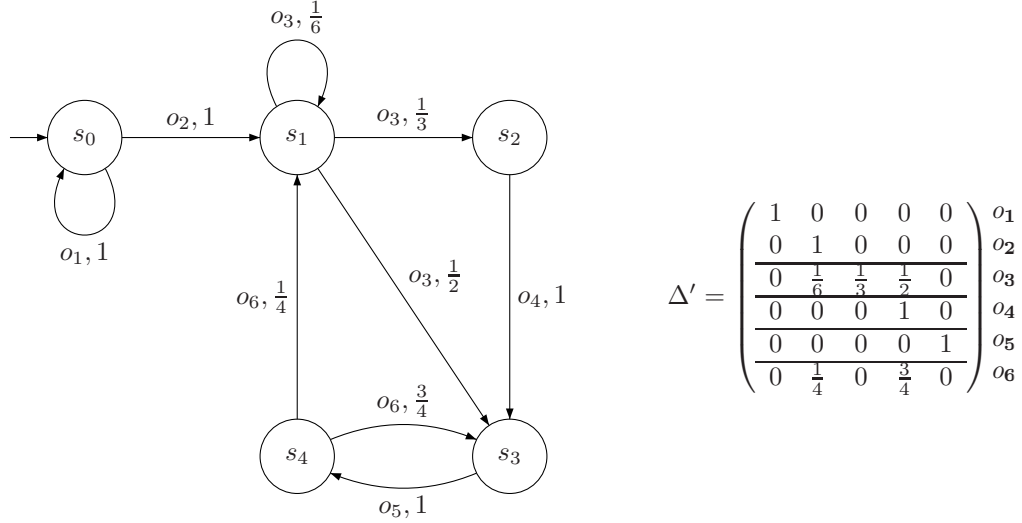 o₃, 1/6
s₀
o₂, 1
s₁
o₃, 1/3
s₂
o₁, 1
o₆, 1/4
o₃, 1/2
o₄, 1
s₄
o₆, 3/4
s₃
o₅, 1
Δ′ =
1 0 0 0 0 o₁
0 1 0 0 0 o₂
0 1/6 1/3 1/2 0 o₃
0 0 0 1 0 o₄
0 0 0 0 1 o₅
0 1/4 0 3/4 0 o₆